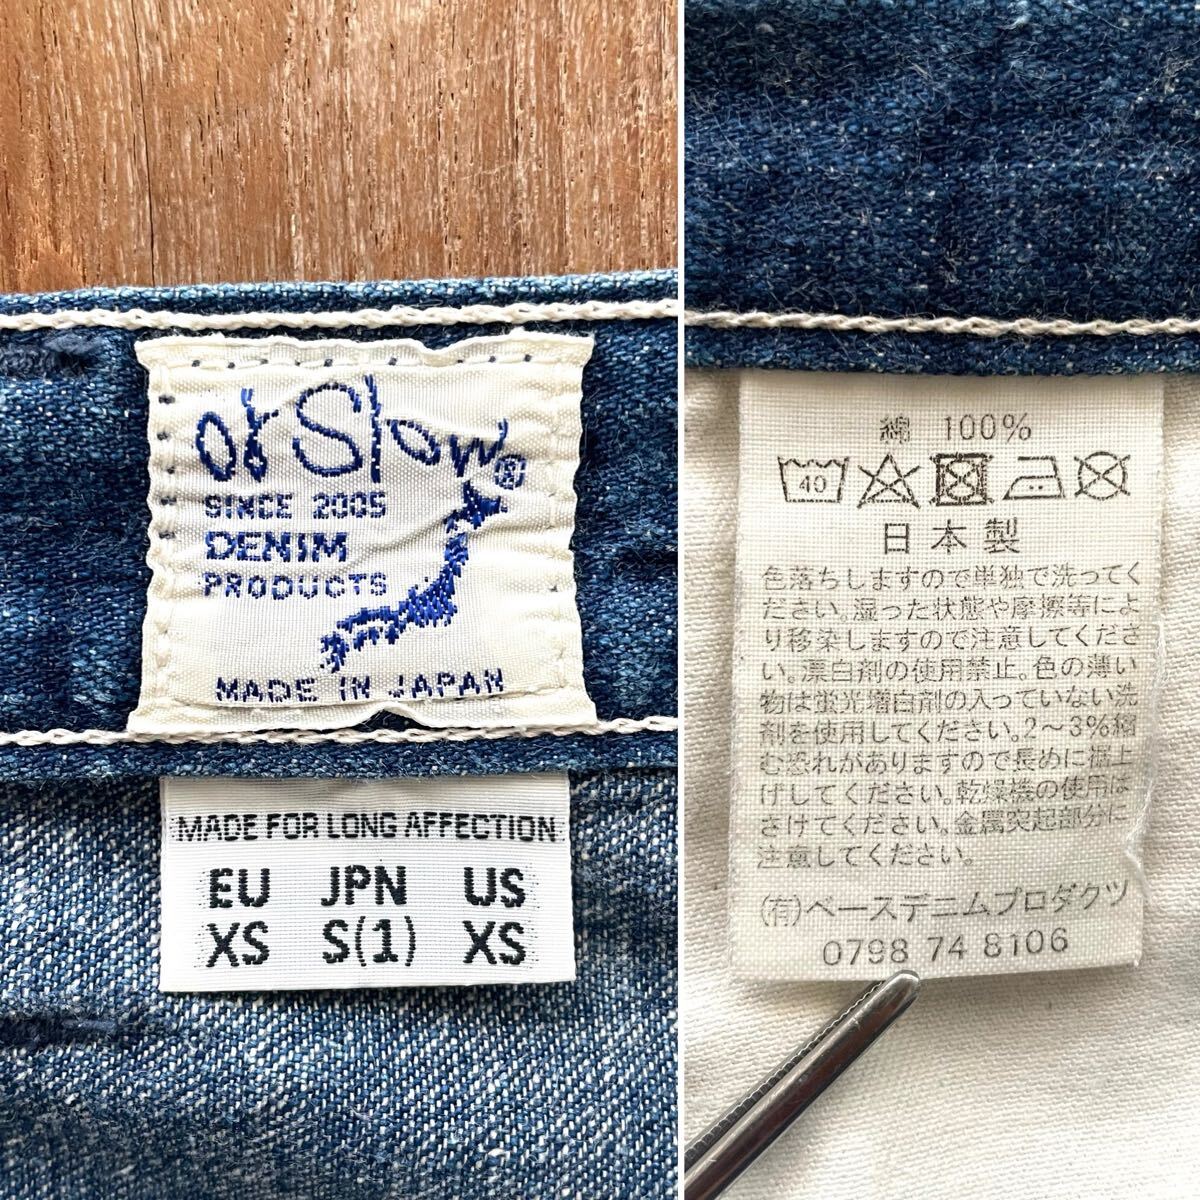 orSlow®
SINCE 2005
DENIM
PRODUCTS
MADE IN JAPAN
MADE FOR LONG AFFECTION
EU JPN US
XS S(1) XS
綿 100%
40
日本製
色落ちしますので単独で洗ってく
ださい。湿った状態や摩擦等によ
り移染しますので注意してくださ
い。漂白剤の使用禁止。色の薄い
物は蛍光増白剤の入っていない洗
剤を使用してください。2～3%縮
む恐れがありますので長めに裾上
げしてください。乾燥機の使用は
さけてください。金属突起部分に
注意してください。
(有)ベースデニムプロダクツ
0798 74 8106